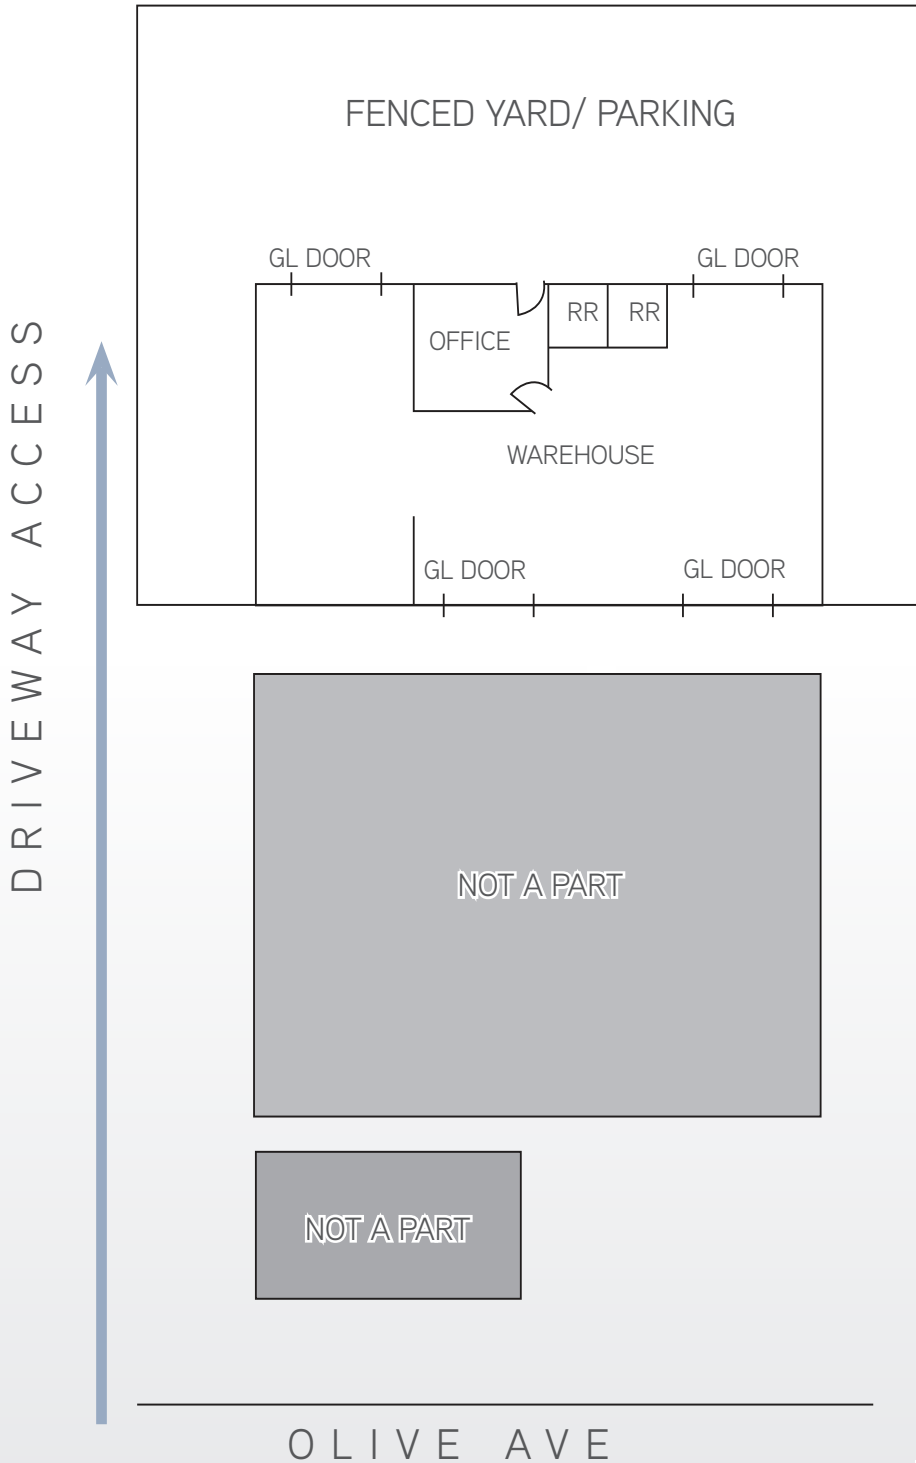 FENCED YARD/ PARKING
GL DOOR
GL DOOR
RR
RR
OFFICE
WAREHOUSE
GL DOOR
GL DOOR
DRIVEWAY ACCESS
NOT A PART
NOT A PART
OLIVE AVE